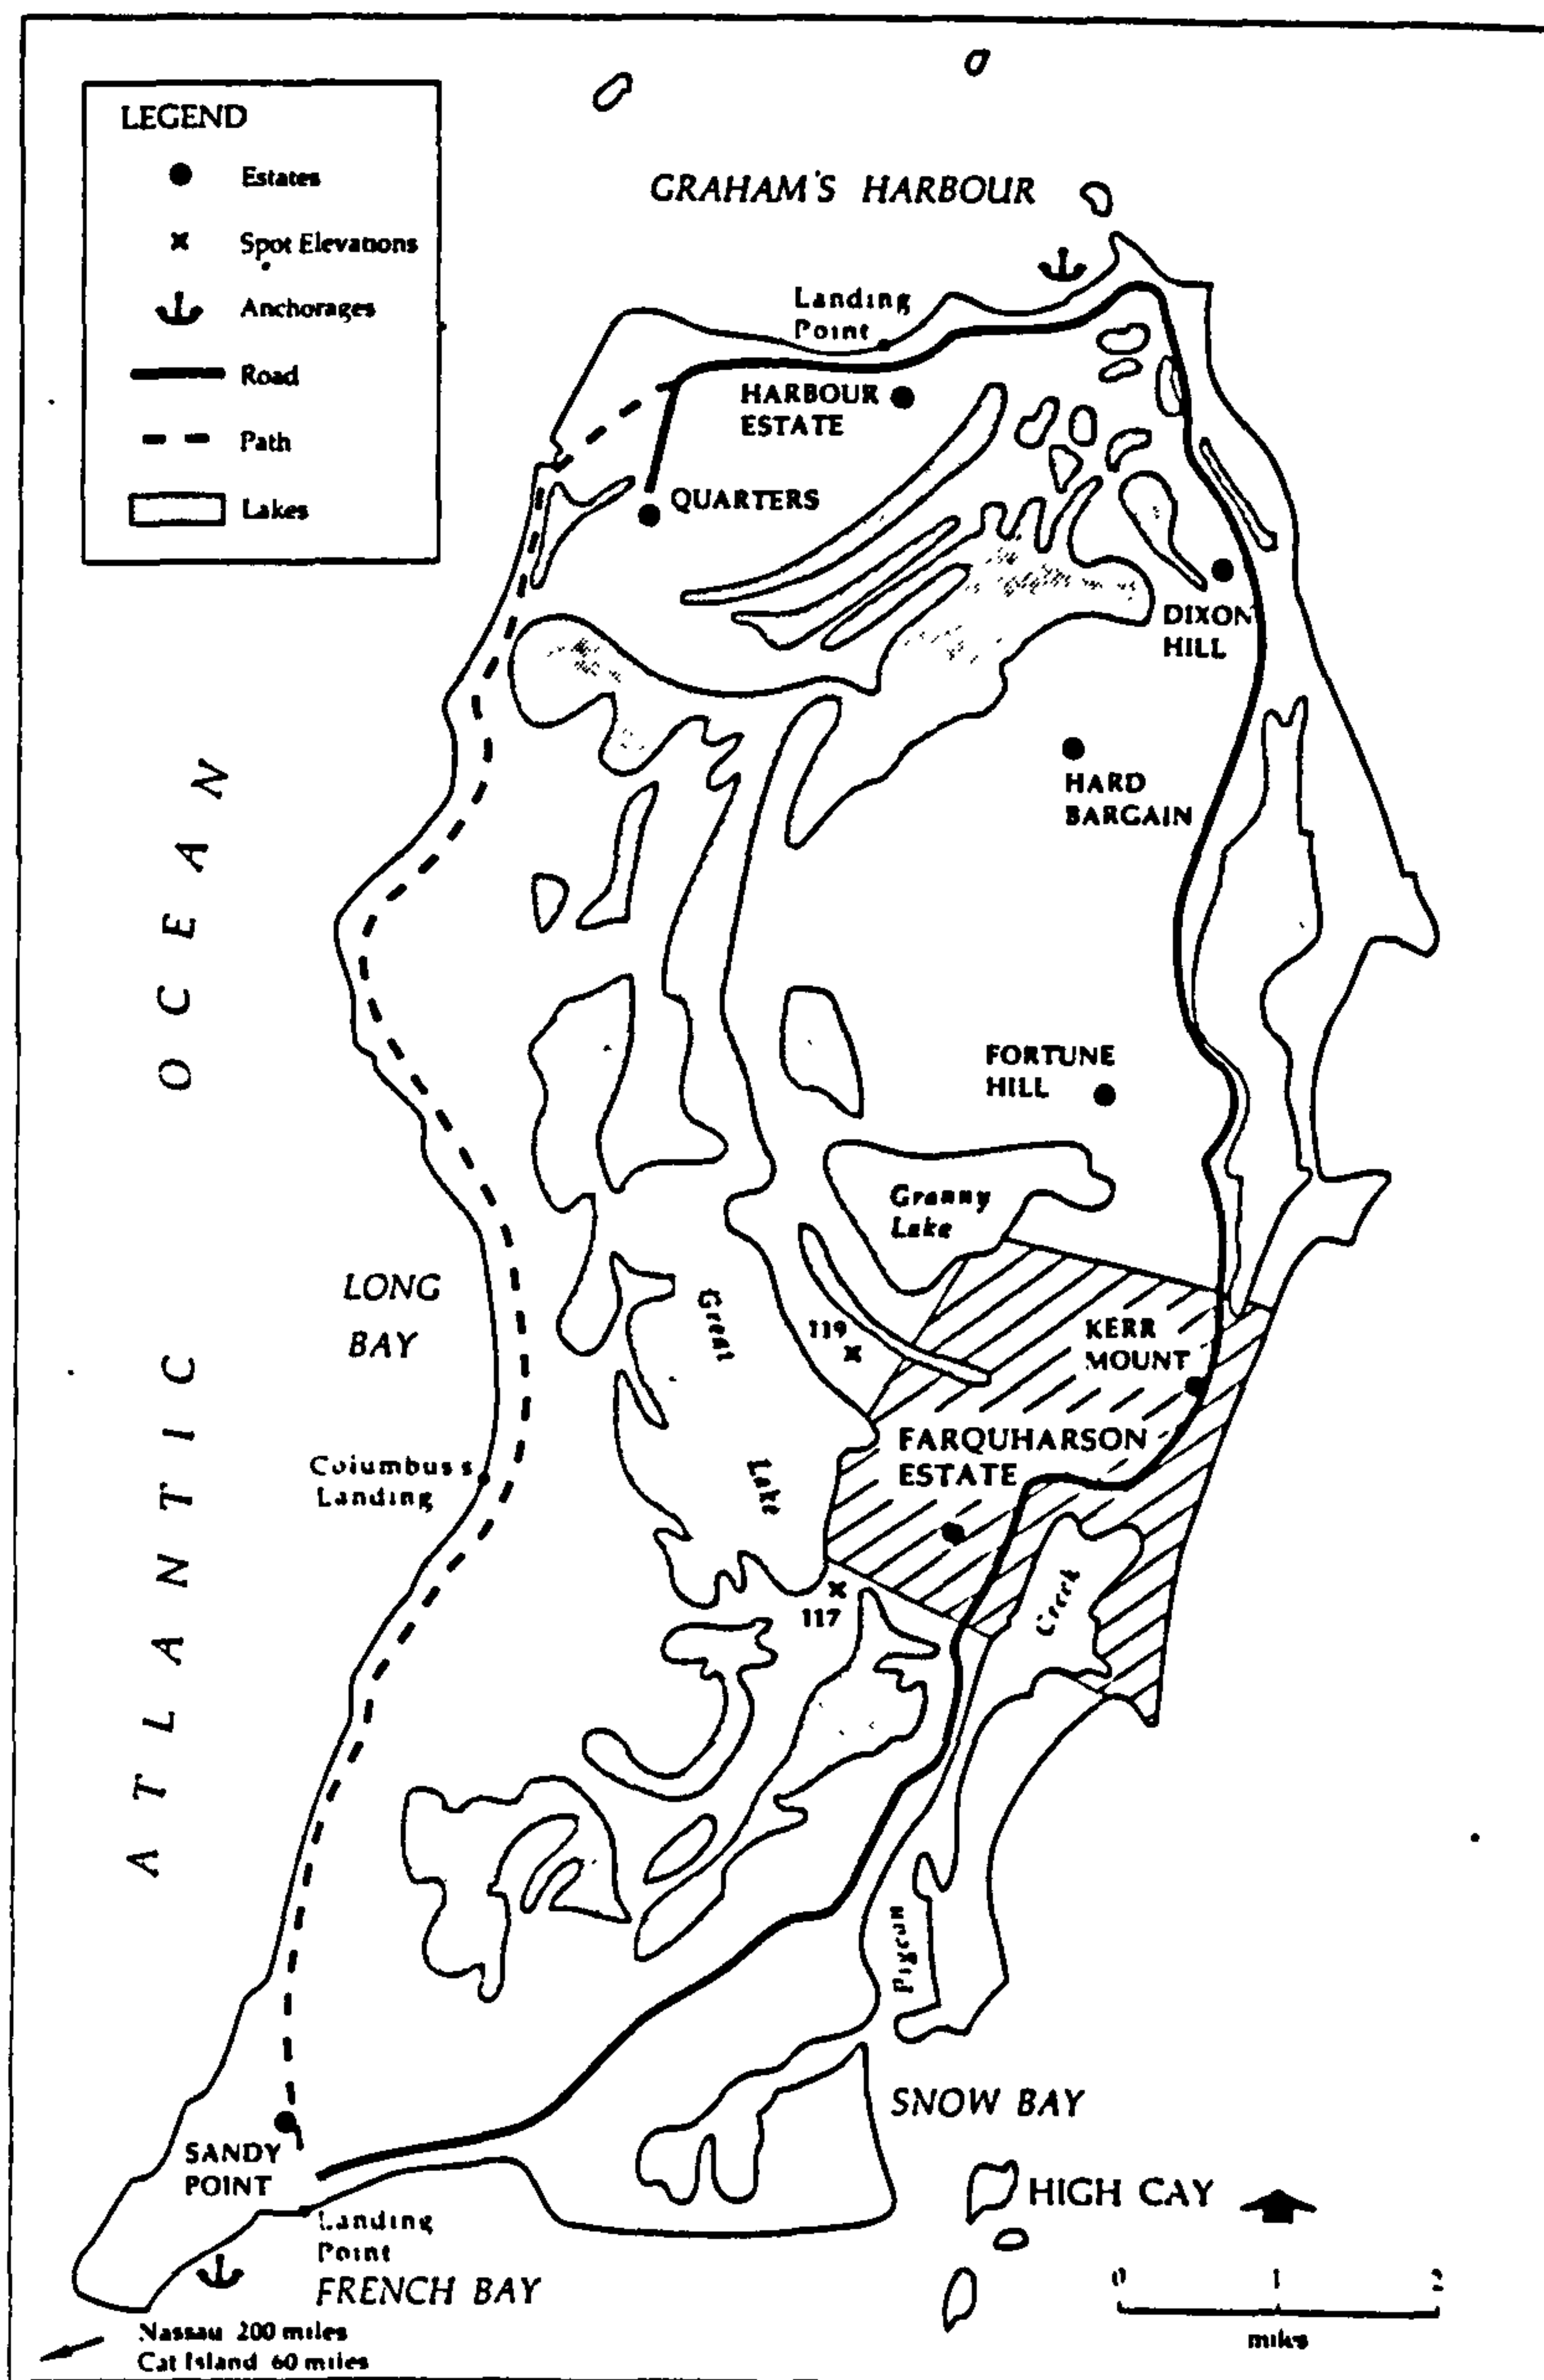 LEGEND
Estates
Spot Elevations
Anchorages
Road
Path
Lakes
GRAHAM'S HARBOUR
Landing
Point
HARBOUR
ESTATE
QUARTERS
DIXON
HILL
HARD
BARGAIN
FORTUNE
HILL
Granny
Lake
ATLANTIC OCEAN
LONG
BAY
Great
Lake
119
KERR
MOUNT
FARQUHARSON
ESTATE
Columbus's
Landing
117
Creek
Pigeon
SNOW BAY
SANDY
POINT
HIGH CAY
Landing
Point
FRENCH BAY
0 1 2
miles
Nassau 200 miles
Cat Island 60 miles